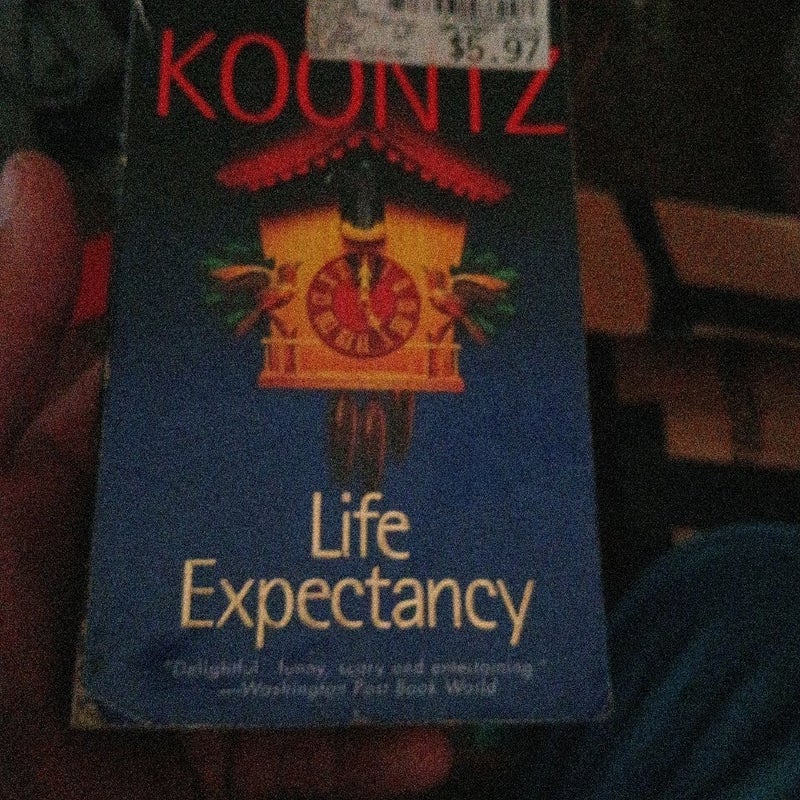 $5.97
KOONTZ
Life
Expectancy
"Delightful...funny, scary and entertaining."
—Washington Post Book World